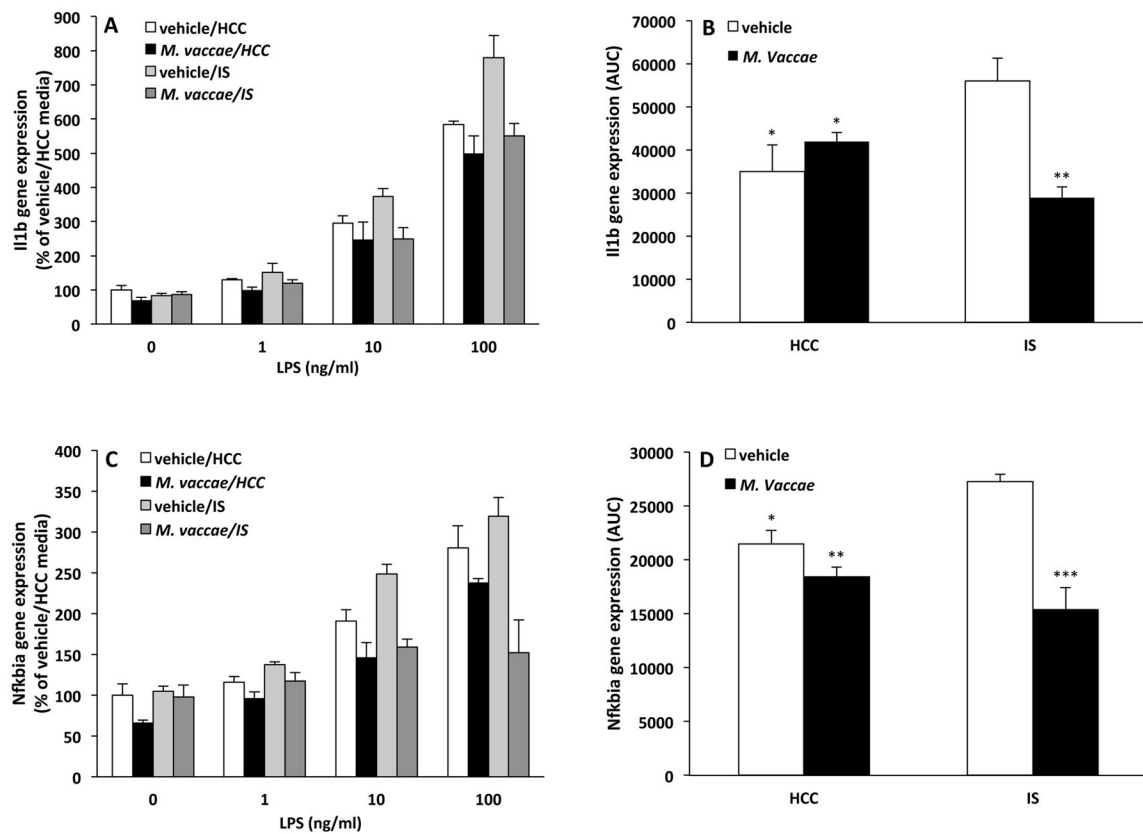 A
vehicle/HCC
M. vaccae/HCC
vehicle/IS
M. vaccae/IS
Il1b gene expression
(% of vehicle/HCC media)
900
800
700
600
500
400
300
200
100
0
0 1 10 100
LPS (ng/ml)
B
vehicle
M. Vaccae
Il1b gene expression (AUC)
70000
60000
50000
40000
30000
20000
10000
0
* * **
HCC IS
C
vehicle/HCC
M. vaccae/HCC
vehicle/IS
M. vaccae/IS
Nfkbia gene expression
(% of vehicle/HCC media)
400
350
300
250
200
150
100
50
0
0 1 10 100
LPS (ng/ml)
D
vehicle
M. Vaccae
Nfkbia gene expression (AUC)
30000
25000
20000
15000
10000
5000
0
* ** ***
HCC IS